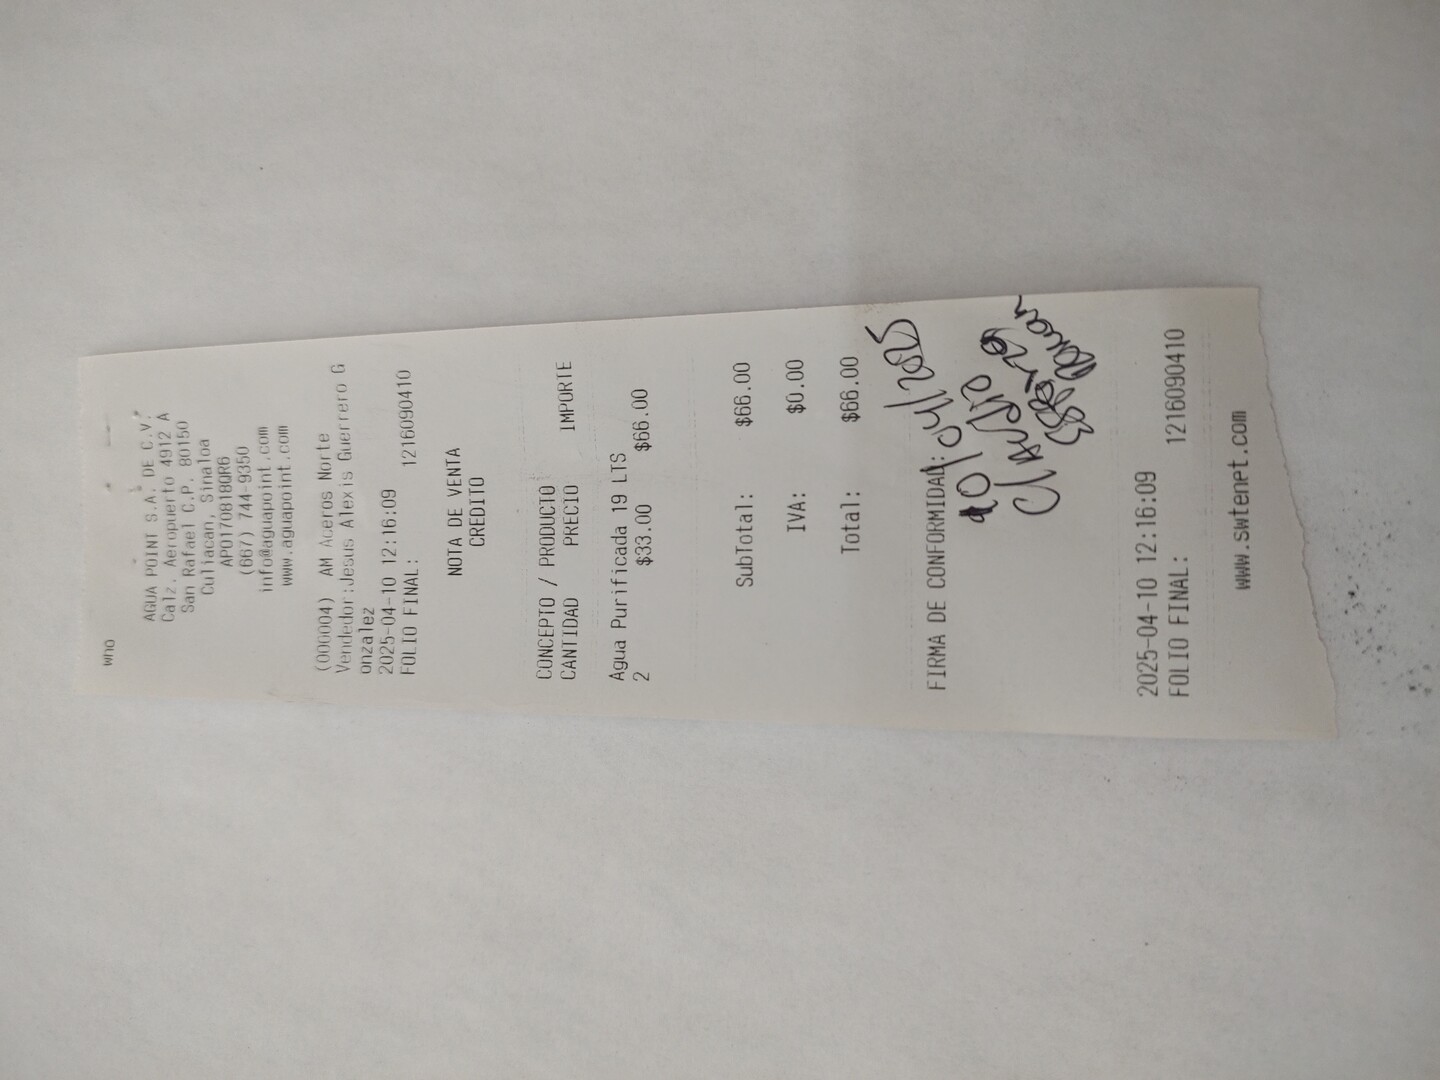 who
AGUA POINT S.A. DE C.V.
Calz. Aeropuerto 4912 A
San Rafael C.P. 80150
Culiacan, Sinaloa
APO170818QR6
(667) 744-9350
info@aguapoint.com
www.aguapoint.com
(000004) AM Aceros Norte
Vendedor:Jesus Alexis Guerrero G
onzalez
2025-04-10 12:16:09
FOLIO FINAL: 1216090410
NOTA DE VENTA
CREDITO
CONCEPTO / PRODUCTO
CANTIDAD PRECIO IMPORTE
Agua Purificada 19 LTS
2 $33.00 $66.00
SubTotal: $66.00
IVA: $0.00
Total: $66.00
FIRMA DE CONFORMIDAD:
10/04/2025
Claudio
2025-04-10 12:16:09
FOLIO FINAL: 1216090410
www.swtenet.com